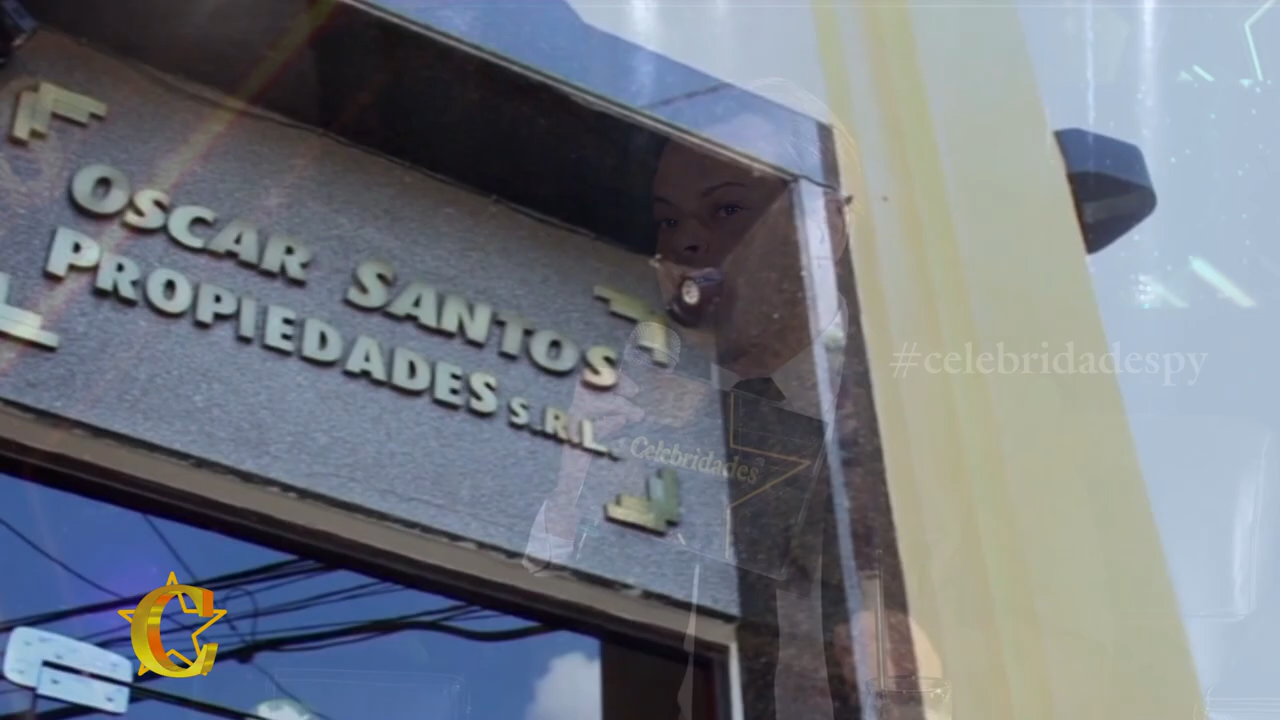 OSCAR SANTOS
PROPIEDADES S.R.L.
#celebridadespy
Celebridades
C